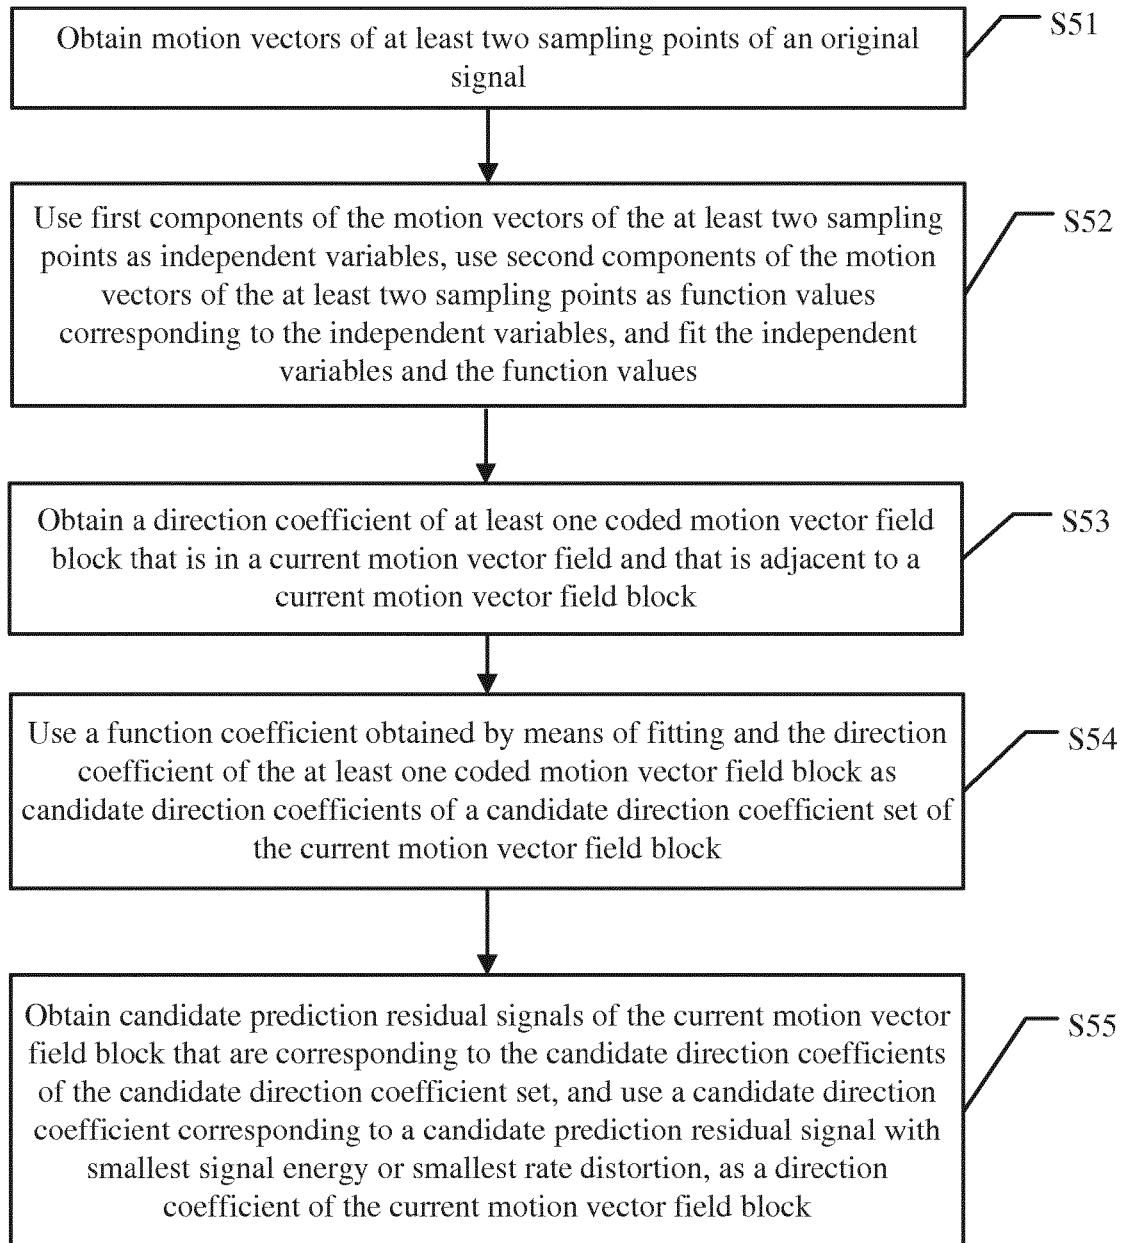 Obtain motion vectors of at least two sampling points of an original
signal
S51
Use first components of the motion vectors of the at least two sampling
points as independent variables, use second components of the motion
vectors of the at least two sampling points as function values
corresponding to the independent variables, and fit the independent
variables and the function values
S52
Obtain a direction coefficient of at least one coded motion vector field
block that is in a current motion vector field and that is adjacent to a
current motion vector field block
S53
Use a function coefficient obtained by means of fitting and the direction
coefficient of the at least one coded motion vector field block as
candidate direction coefficients of a candidate direction coefficient set of
the current motion vector field block
S54
Obtain candidate prediction residual signals of the current motion vector
field block that are corresponding to the candidate direction coefficients
of the candidate direction coefficient set, and use a candidate direction
coefficient corresponding to a candidate prediction residual signal with
smallest signal energy or smallest rate distortion, as a direction
coefficient of the current motion vector field block
S55